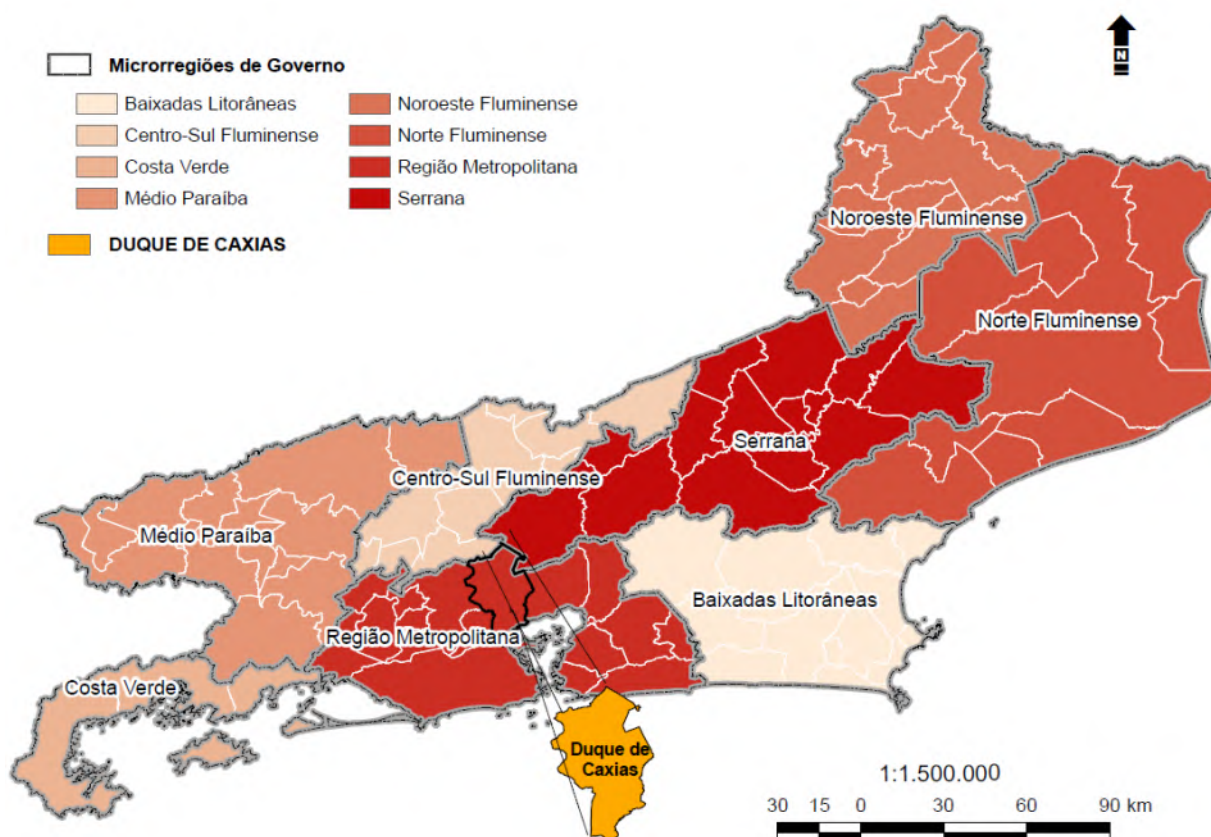 Microrregiões de Governo
Baixadas Litorâneas
Noroeste Fluminense
Centro-Sul Fluminense
Norte Fluminense
Costa Verde
Região Metropolitana
Médio Paraíba
Serrana
DUQUE DE CAXIAS
N
Noroeste Fluminense
Norte Fluminense
Serrana
Centro-Sul Fluminense
Médio Paraíba
Baixadas Litorâneas
Região Metropolitana
Costa Verde
Duque de
Caxias
1:1.500.000
30 15 0 30 60 90 km